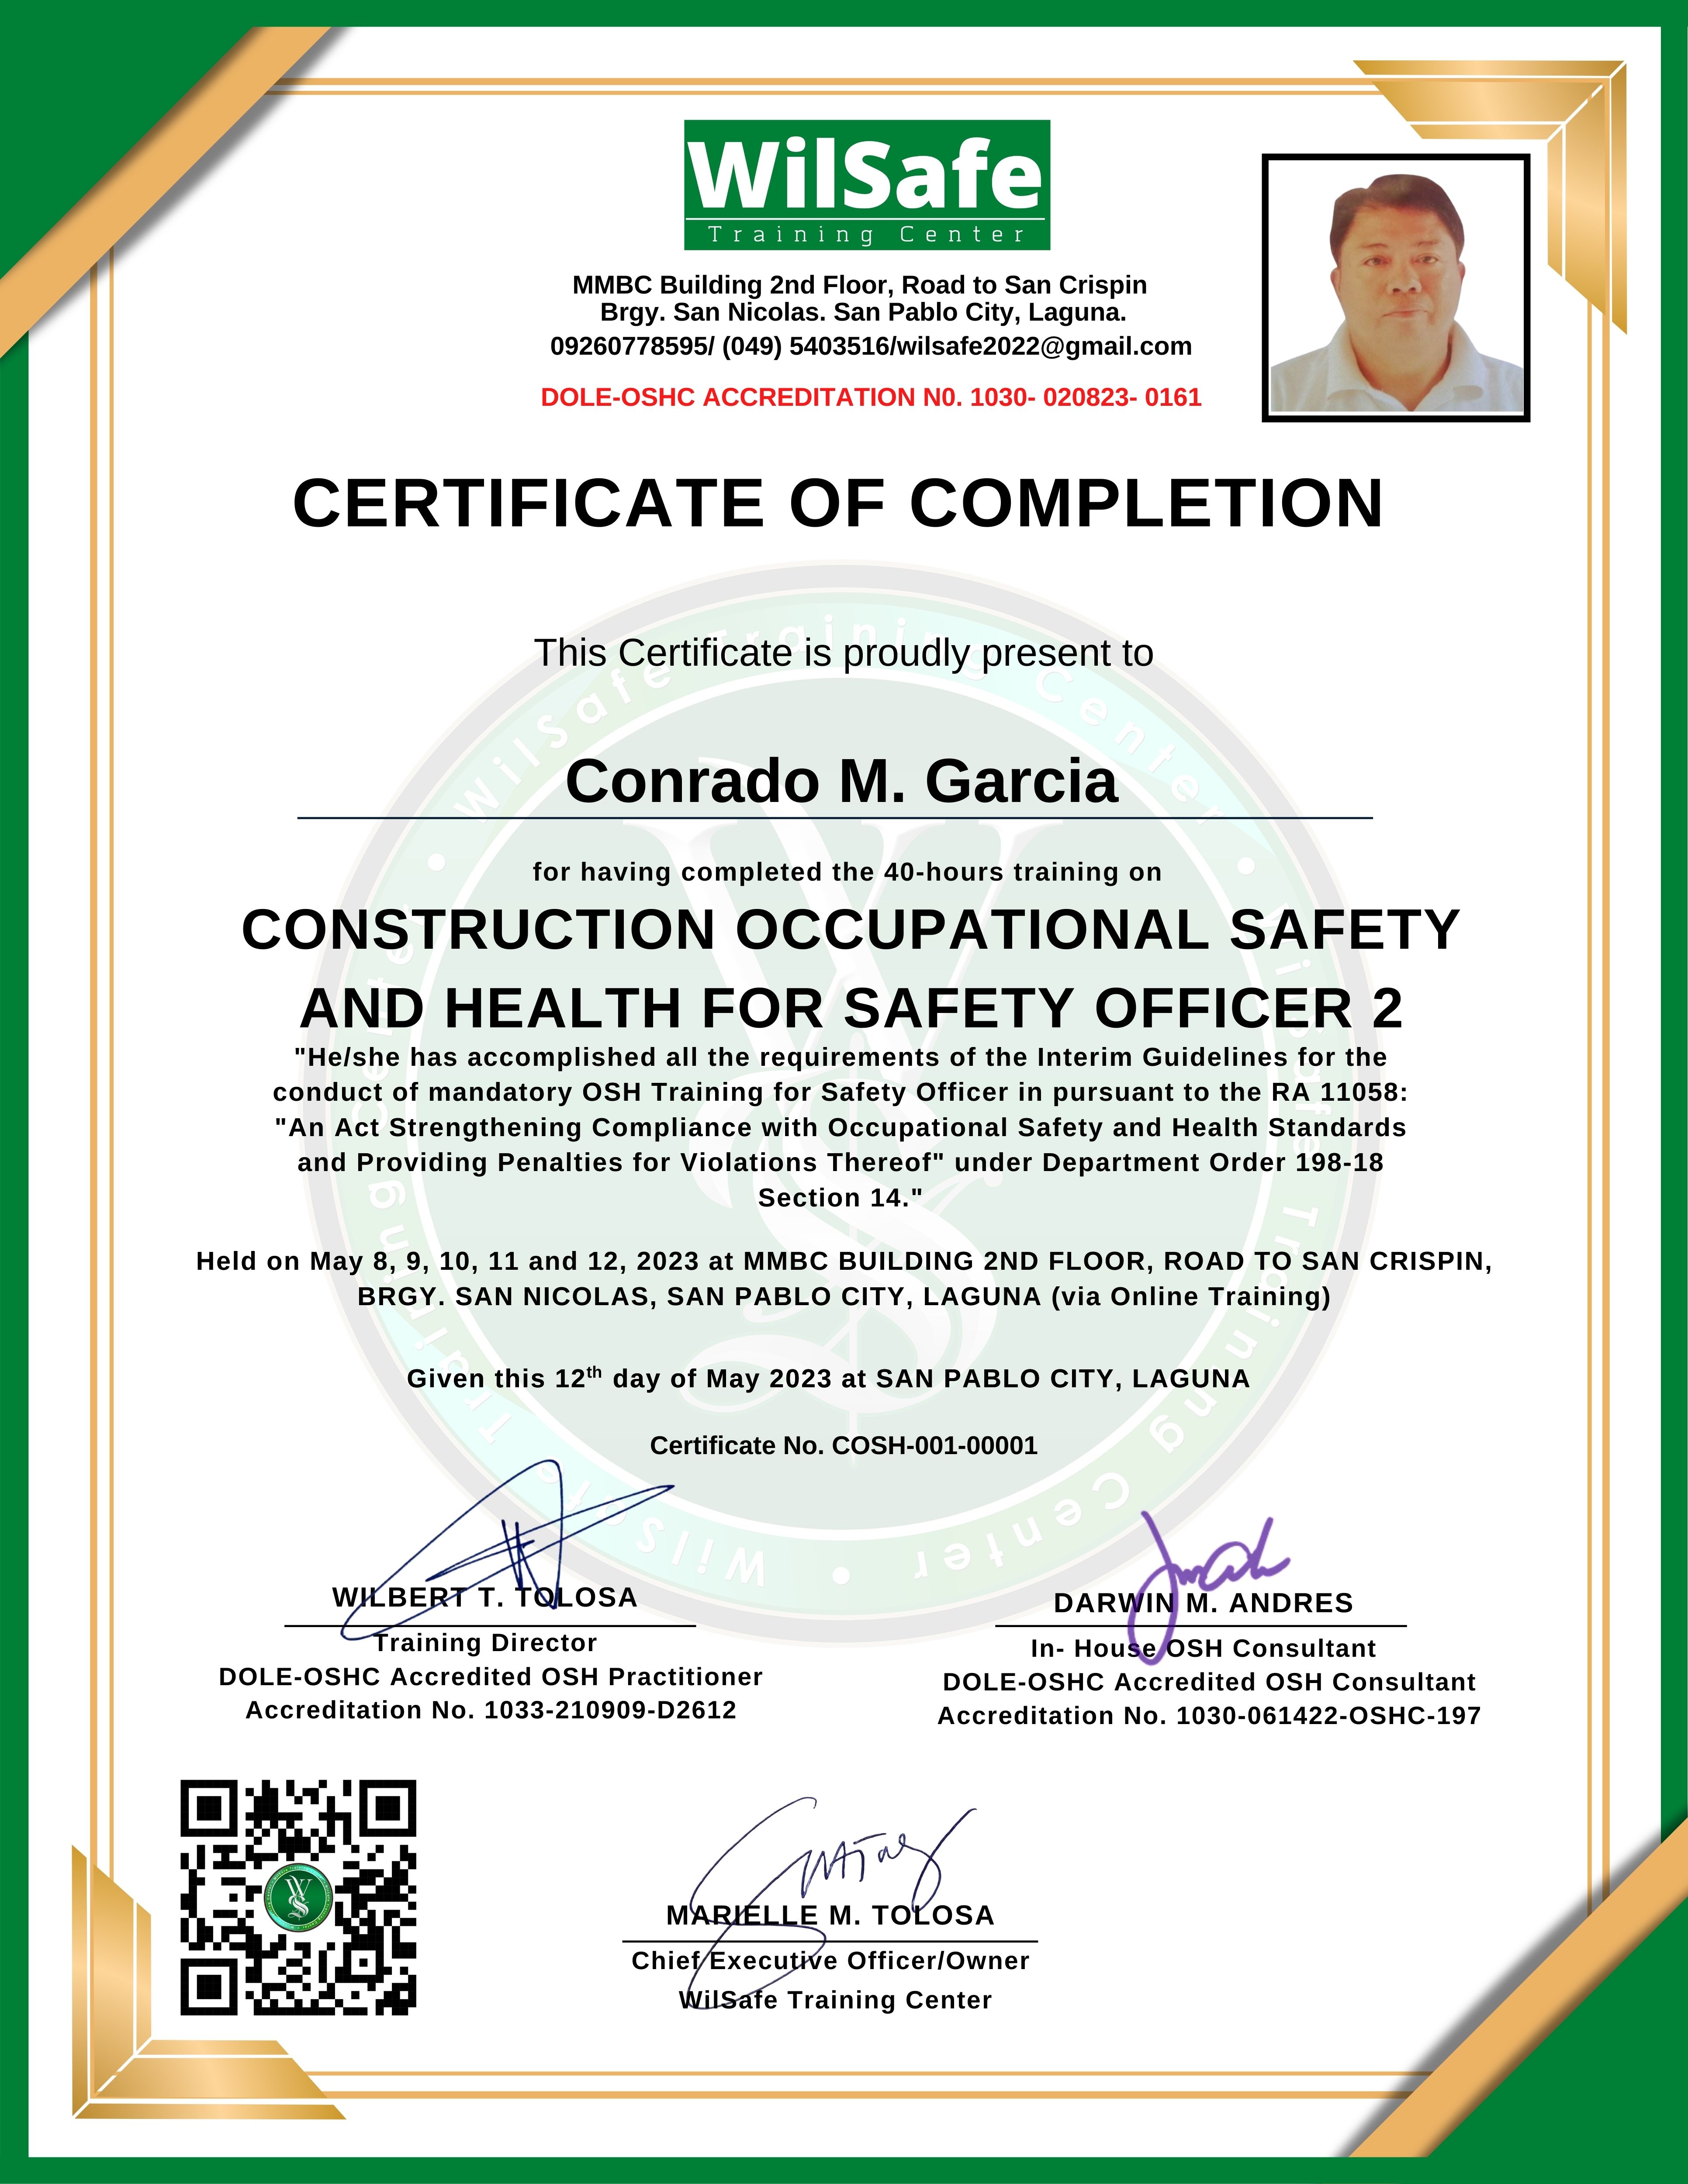 WilSafe
Training Center
MMBC Building 2nd Floor, Road to San Crispin
Brgy. San Nicolas. San Pablo City, Laguna.
09260778595/ (049) 5403516/wilsafe2022@gmail.com
DOLE-OSHC ACCREDITATION N0. 1030- 020823- 0161
CERTIFICATE OF COMPLETION
This Certificate is proudly present to
Conrado M. Garcia
for having completed the 40-hours training on
CONSTRUCTION OCCUPATIONAL SAFETY
AND HEALTH FOR SAFETY OFFICER 2
"He/she has accomplished all the requirements of the Interim Guidelines for the
conduct of mandatory OSH Training for Safety Officer in pursuant to the RA 11058:
"An Act Strengthening Compliance with Occupational Safety and Health Standards
and Providing Penalties for Violations Thereof" under Department Order 198-18
Section 14."
Held on May 8, 9, 10, 11 and 12, 2023 at MMBC BUILDING 2ND FLOOR, ROAD TO SAN CRISPIN,
BRGY. SAN NICOLAS, SAN PABLO CITY, LAGUNA (via Online Training)
Given this 12th day of May 2023 at SAN PABLO CITY, LAGUNA
Certificate No. COSH-001-00001
WilSafe Training Center • WilSafe Training Center • WilSafe Training Center •
WILBERT T. TOLOSA
Training Director
DOLE-OSHC Accredited OSH Practitioner
Accreditation No. 1033-210909-D2612
DARWIN M. ANDRES
In- House OSH Consultant
DOLE-OSHC Accredited OSH Consultant
Accreditation No. 1030-061422-OSHC-197
MARIELLE M. TOLOSA
Chief Executive Officer/Owner
WilSafe Training Center